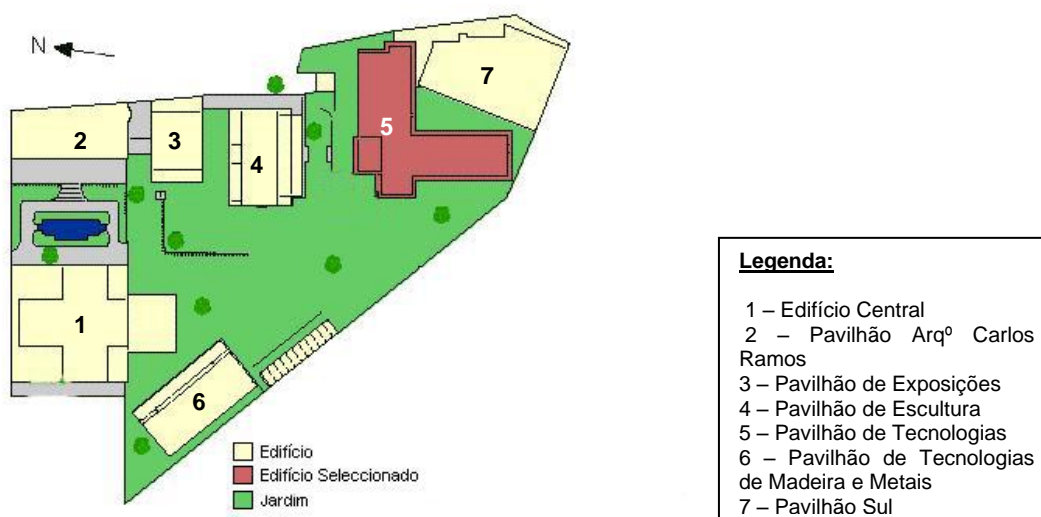 N
7
5
2
3
4
1
6
Edifício
Edifício Seleccionado
Jardim
Legenda:
1 – Edifício Central
2 – Pavilhão Arqº Carlos
Ramos
3 – Pavilhão de Exposições
4 – Pavilhão de Escultura
5 – Pavilhão de Tecnologias
6 – Pavilhão de Tecnologias
de Madeira e Metais
7 – Pavilhão Sul